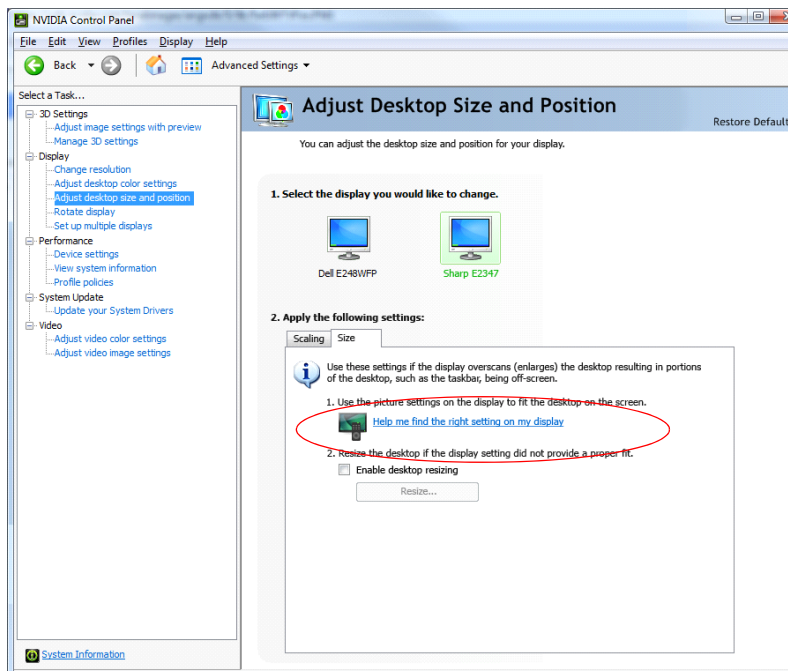 NVIDIA Control Panel
File Edit View Profiles Display Help
Back Advanced Settings
Select a Task...
3D Settings
Adjust image settings with preview
Manage 3D settings
Display
Change resolution
Adjust desktop color settings
Adjust desktop size and position
Rotate display
Set up multiple displays
Performance
Device settings
View system information
Profile policies
System Update
Update your System Drivers
Video
Adjust video color settings
Adjust video image settings
System Information
Adjust Desktop Size and Position
Restore Default
You can adjust the desktop size and position for your display.
1. Select the display you would like to change.
Dell E248WFP Sharp E2347
2. Apply the following settings:
Scaling Size
Use these settings if the display overscans (enlarges) the desktop resulting in portions
of the desktop, such as the taskbar, being off-screen.
1. Use the picture settings on the display to fit the desktop on the screen.
Help me find the right setting on my display
2. Resize the desktop if the display setting did not provide a proper fit.
Enable desktop resizing
Resize...